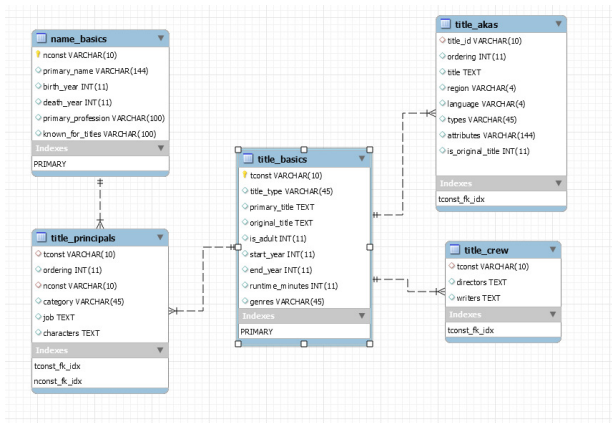 name_basics
nconst VARCHAR(10)
primary_name VARCHAR(144)
birth_year INT(11)
death_year INT(11)
primary_profession VARCHAR(100)
known_for_titles VARCHAR(100)
Indexes
PRIMARY
title_principals
tconst VARCHAR(10)
ordering INT(11)
nconst VARCHAR(10)
category VARCHAR(45)
job TEXT
characters TEXT
Indexes
tconst_fk_idx
nconst_fk_idx
title_basics
tconst VARCHAR(10)
title_type VARCHAR(45)
primary_title TEXT
original_title TEXT
is_adult INT(11)
start_year INT(11)
end_year INT(11)
runtime_minutes INT(11)
genres VARCHAR(45)
Indexes
PRIMARY
title_akas
title_id VARCHAR(10)
ordering INT(11)
title TEXT
region VARCHAR(4)
language VARCHAR(4)
types VARCHAR(45)
attributes VARCHAR(144)
is_original_title INT(11)
Indexes
tconst_fk_idx
title_crew
tconst VARCHAR(10)
directors TEXT
writers TEXT
Indexes
tconst_fk_idx